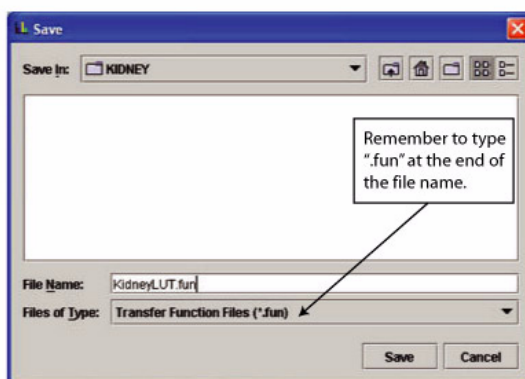 Save
Save In: KIDNEY
Remember to type
".fun" at the end of
the file name.
File Name: KidneyLUT.fun
Files of Type: Transfer Function Files (*.fun)
Save Cancel